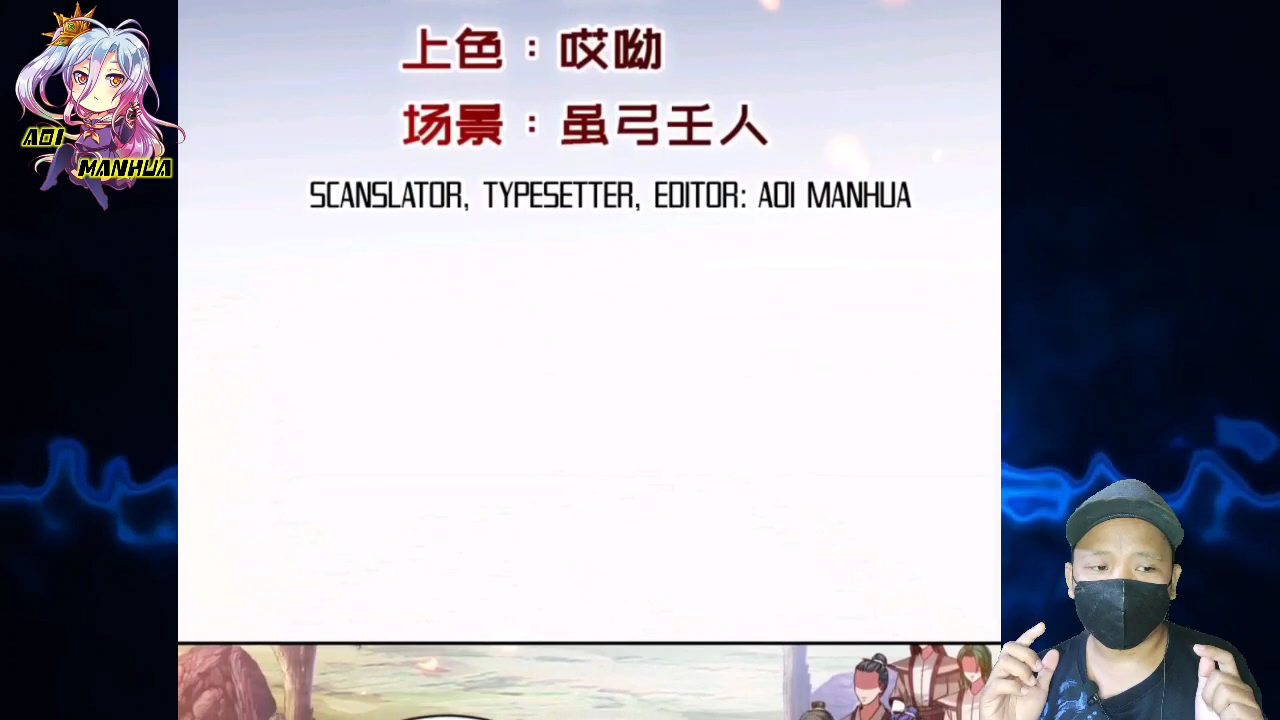 AOI
MANHUA
上色：哎呦
场景：虽弓壬人
SCANSLATOR, TYPESETTER, EDITOR: AOI MANHUA